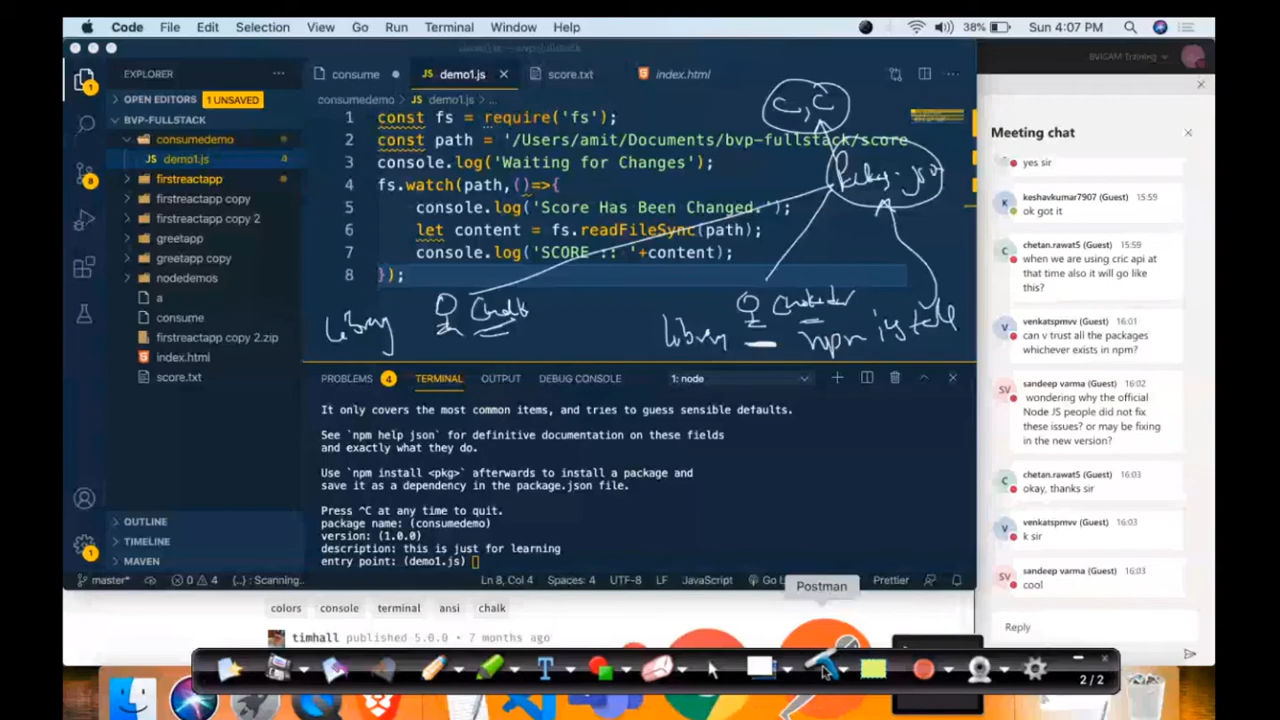 Code File Edit Selection View Go Run Terminal Window Help 38% Sun 4:07 PM
demo1.js — bvp-fullstack
BVICAM Training
EXPLORER
consume
demo1.js
score.txt
index.html
OPEN EDITORS 1 UNSAVED
consumedemo > demo1.js > ...
BVP-FULLSTACK
consumedemo
demo1.js 4
firstreactapp
firstreactapp copy
firstreactapp copy 2
greetapp
greetapp copy
nodedemos
a
consume
firstreactapp copy 2.zip
index.html
score.txt
OUTLINE
TIMELINE
MAVEN
1 const fs = require('fs');
2 const path = '/Users/amit/Documents/bvp-fullstack/score
3 console.log('Waiting for Changes');
4 fs.watch(path,()=>{
5 console.log('Score Has Been Changed.');
6 let content = fs.readFileSync(path);
7 console.log('SCORE :: '+content);
8 });
C, C
library
Chalk
library
npm
PROBLEMS 4 TERMINAL OUTPUT DEBUG CONSOLE 1: node
It only covers the most common items, and tries to guess sensible defaults.
See `npm help json` for definitive documentation on these fields
and exactly what they do.
Use `npm install <pkg>` afterwards to install a package and
save it as a dependency in the package.json file.
Press ^C at any time to quit.
package name: (consumedemo)
version: (1.0.0)
description: this is just for learning
entry point: (demo1.js)
master* 0 4 {..} : Scanning.. Ln 8, Col 4 Spaces: 4 UTF-8 LF JavaScript Go Li Prettier
Postman
colors console terminal ansi chalk
timhall published 5.0.0 • 7 months ago
2/2
Meeting chat
yes sir
keshavkumar7907 (Guest) 15:59
ok got it
chetan.rawat5 (Guest) 15:59
when we are using cric api at
that time also it will go like
this?
venkatspmvv (Guest) 16:01
can v trust all the packages
whichever exists in npm?
sandeep varma (Guest) 16:02
wondering why the official
Node JS people did not fix
these issues? or may be fixing
in the new version?
chetan.rawat5 (Guest) 16:03
okay, thanks sir
venkatspmvv (Guest) 16:03
k sir
sandeep varma (Guest) 16:03
cool
Reply